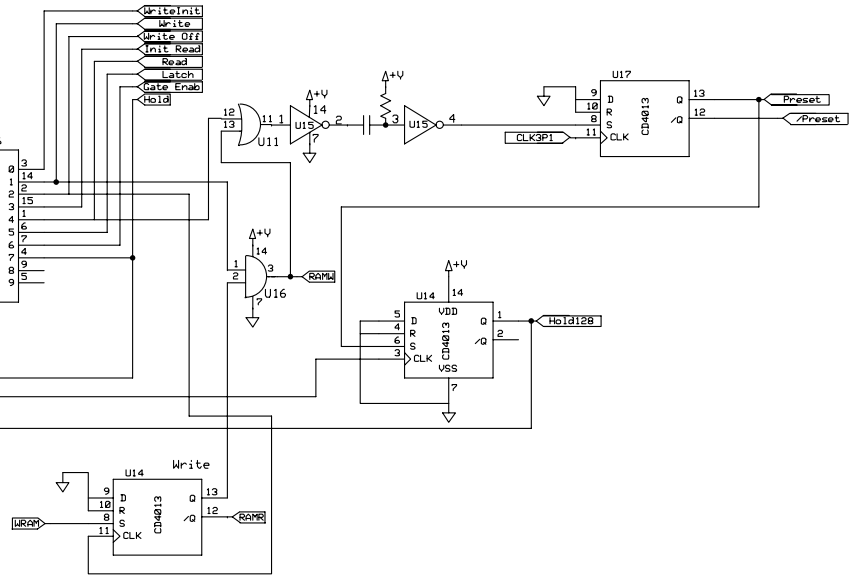 WriteInit
Write
Write Off
Init Read
Read
Latch
Gate Enab
Hold
+V
14
12
13
11
U11
1
U15
7
2
+V
3
U15
4
U17
9
10
8
11
D
R
S
CLK
CD4013
Q
/Q
13
12
Preset
/Preset
CLK3P1
0 3
1 14
2 2
3 15
4 1
5 6
6 7
7 4
8 9
9 5
+V
14
1
2
3
7
U16
RAMW
+V
14
U14
5
4
6
3
D
R
S
CLK
VDD
CD4013
VSS
Q
/Q
1
2
7
Hold128
Write
U14
9
10
8
11
D
R
S
CLK
CD4013
Q
/Q
13
12
WRAM
RAMR